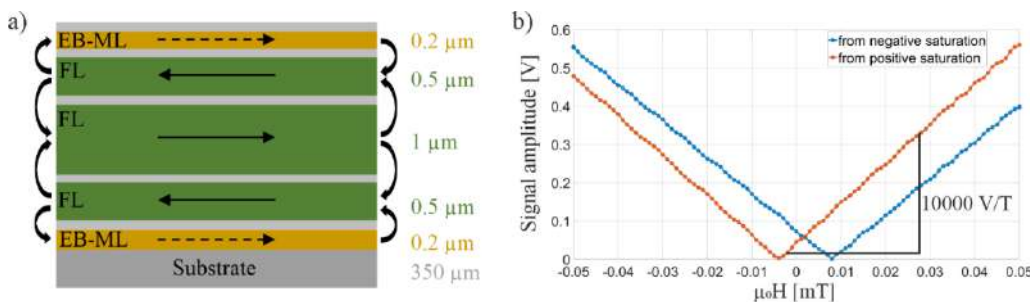 a)
EB-ML 0.2 µm
FL 0.5 µm
FL 1 µm
FL 0.5 µm
EB-ML 0.2 µm
Substrate 350 µm
b)
Signal amplitude [V]
0.6
0.5
0.4
0.3
0.2
0.1
0
from negative saturation
from positive saturation
10000 V/T
-0.05 -0.04 -0.03 -0.02 -0.01 0 0.01 0.02 0.03 0.04 0.05
µ₀H [mT]